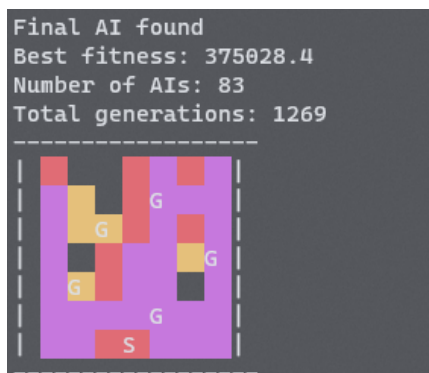 Final AI found
Best fitness: 375028.4
Number of AIs: 83
Total generations: 1269
------------------
| |
| G |
| G |
| G |
| G |
| G |
| S |
------------------